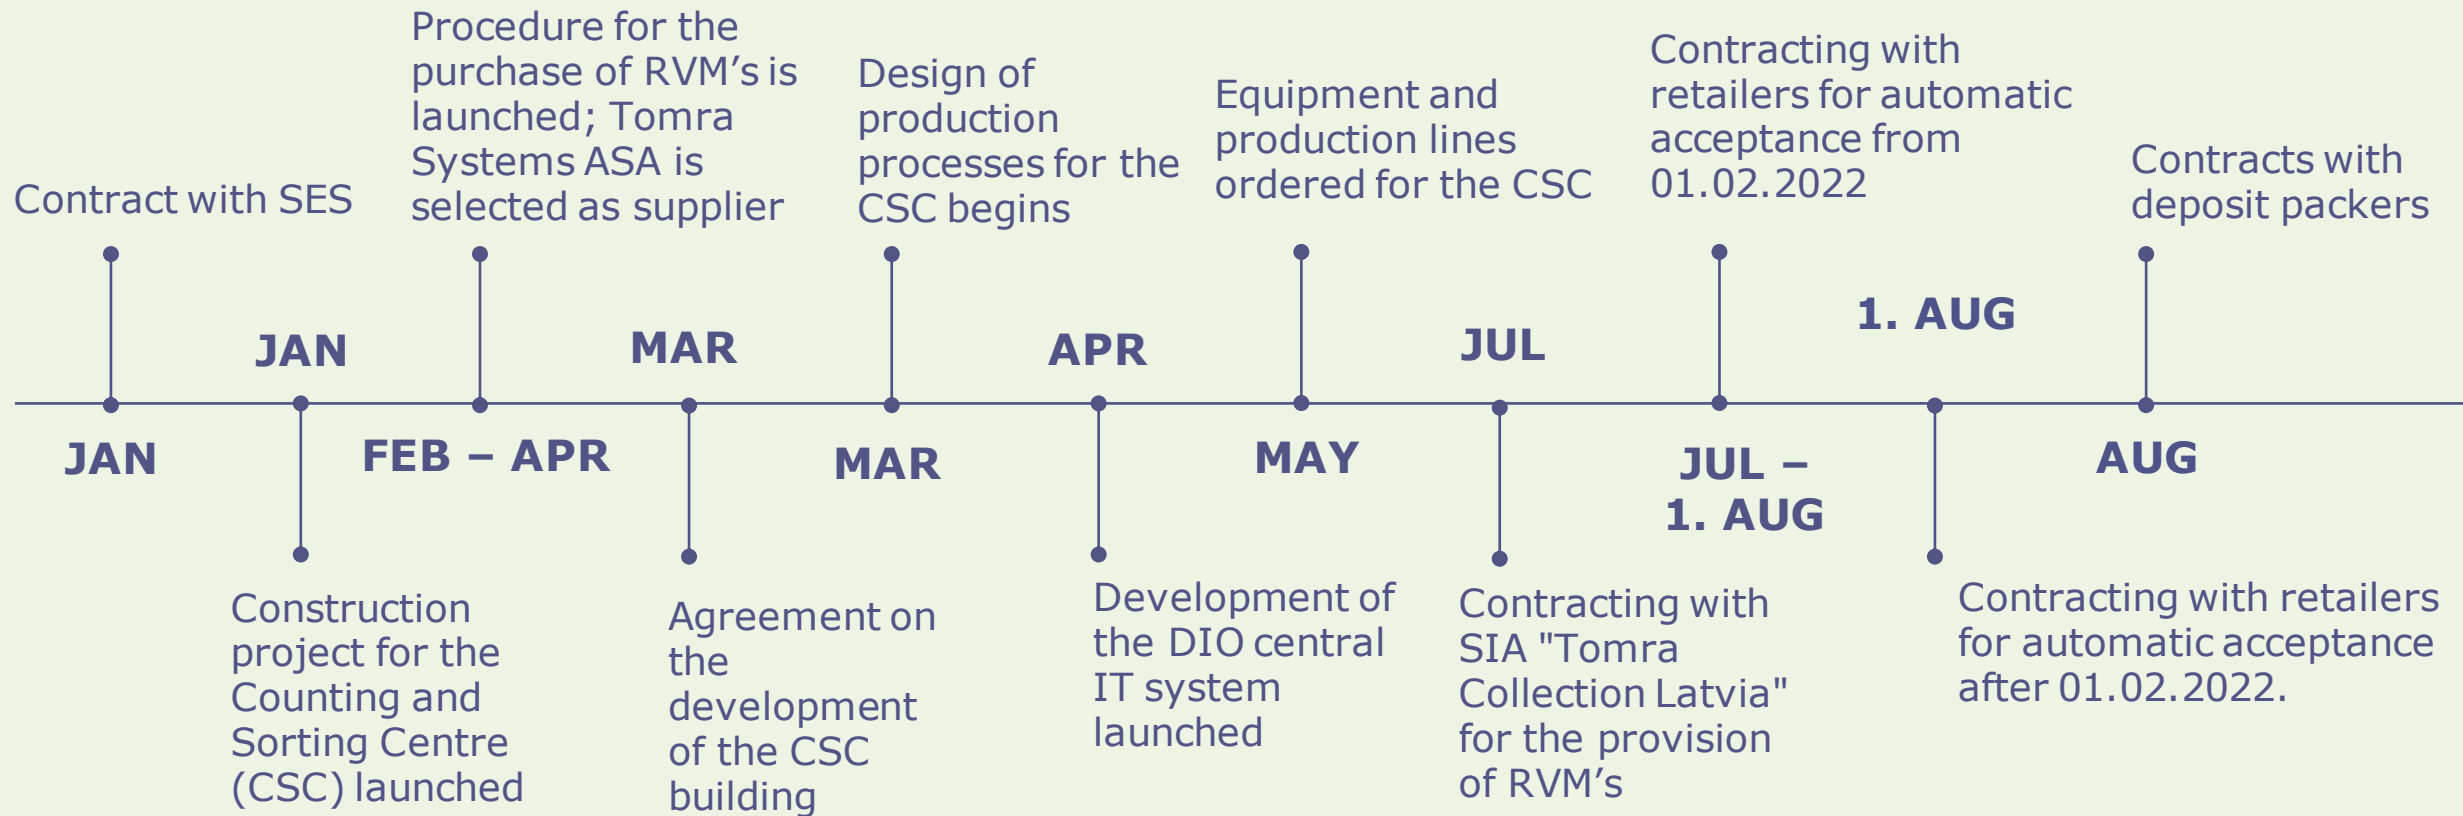 Contract with SES
JAN
JAN
Construction
project for the
Counting and
Sorting Centre
(CSC) launched
Procedure for the
purchase of RVM’s is
launched; Tomra
Systems ASA is
selected as supplier
FEB – APR
MAR
Agreement on
the
development
of the CSC
building
Design of
production
processes for the
CSC begins
MAR
APR
Development of
the DIO central
IT system
launched
Equipment and
production lines
ordered for the CSC
MAY
JUL
Contracting with
SIA "Tomra
Collection Latvia"
for the provision
of RVM’s
Contracting with
retailers for automatic
acceptance from
01.02.2022
JUL –
1. AUG
1. AUG
Contracting with retailers
for automatic acceptance
after 01.02.2022.
Contracts with
deposit packers
AUG